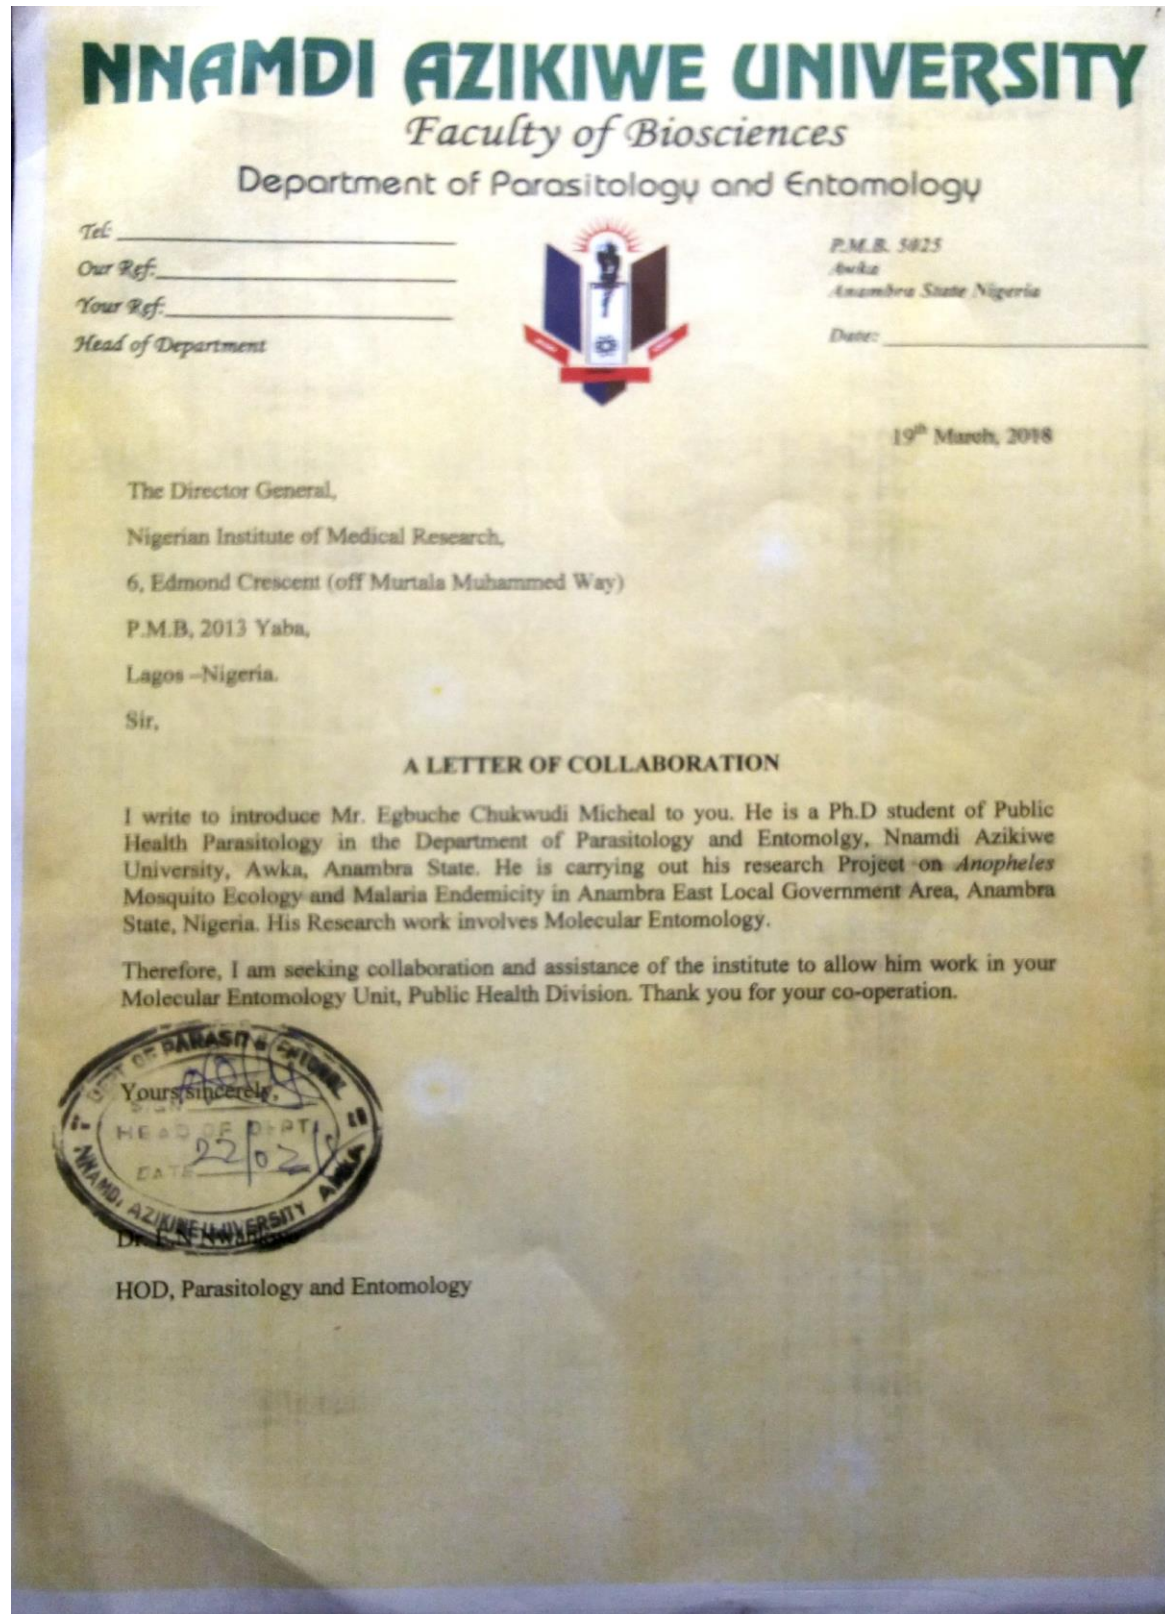 NNAMDI AZIKIWE UNIVERSITY
Faculty of Biosciences
Department of Parasitology and Entomology
Tel:
Our Ref:
Your Ref:
Head of Department
P.M.B. 5025
Awka
Anambra State Nigeria
Date:
19th March, 2018
The Director General,
Nigerian Institute of Medical Research,
6, Edmond Crescent (off Murtala Muhammed Way)
P.M.B, 2013 Yaba,
Lagos –Nigeria.
Sir,
A LETTER OF COLLABORATION
I write to introduce Mr. Egbuche Chukwudi Micheal to you. He is a Ph.D student of Public
Health Parasitology in the Department of Parasitology and Entomolgy, Nnamdi Azikiwe
University, Awka, Anambra State. He is carrying out his research Project on Anopheles
Mosquito Ecology and Malaria Endemicity in Anambra East Local Government Area, Anambra
State, Nigeria. His Research work involves Molecular Entomology.
Therefore, I am seeking collaboration and assistance of the institute to allow him work in your
Molecular Entomology Unit, Public Health Division. Thank you for your co-operation.
DEPT OF PARASIT &
Yours sincerely,
SIGN
HEAD OF DEPT
DATE 22/02/18
NNAMDI AZIKIWE UNIVERSITY AWKA
Dr. E.N
HOD, Parasitology and Entomology